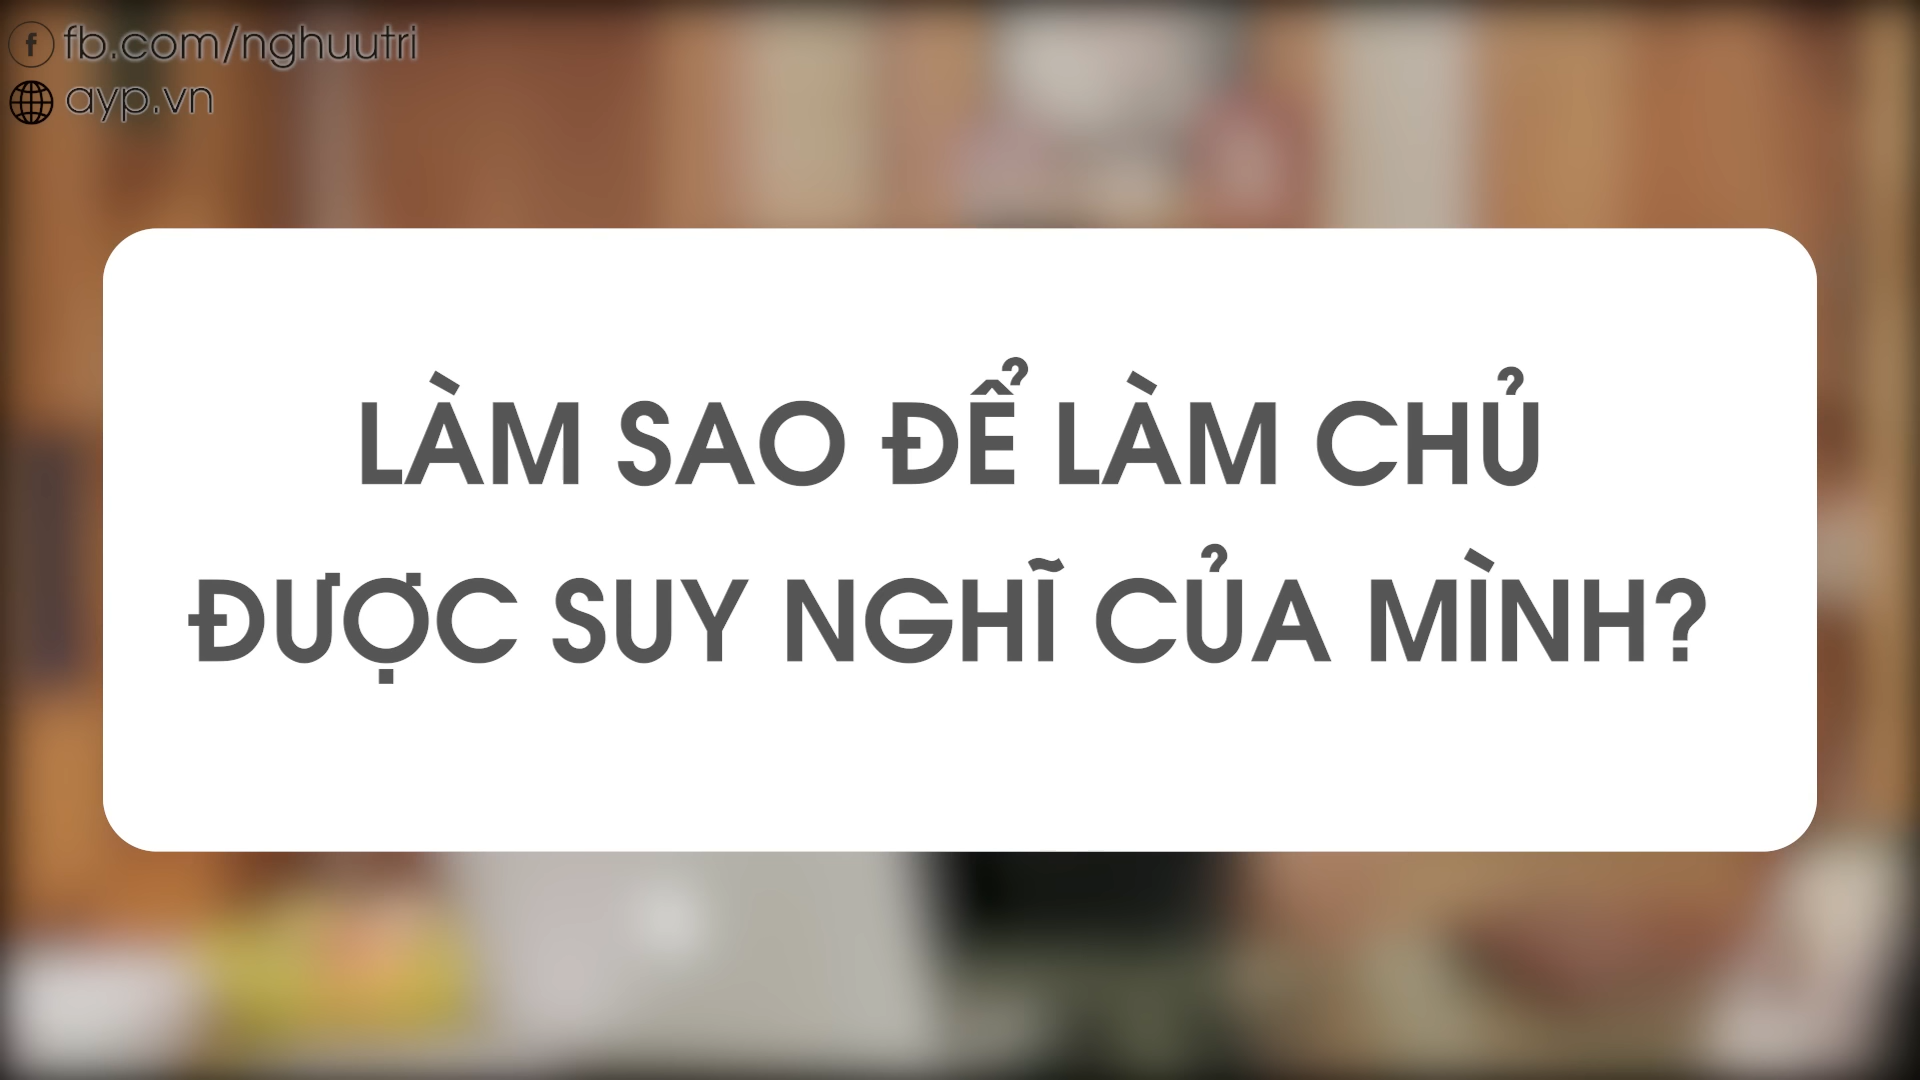 fb.com/nghuutri
ayp.vn
LÀM SAO ĐỂ LÀM CHỦ
ĐƯỢC SUY NGHĨ CỦA MÌNH?